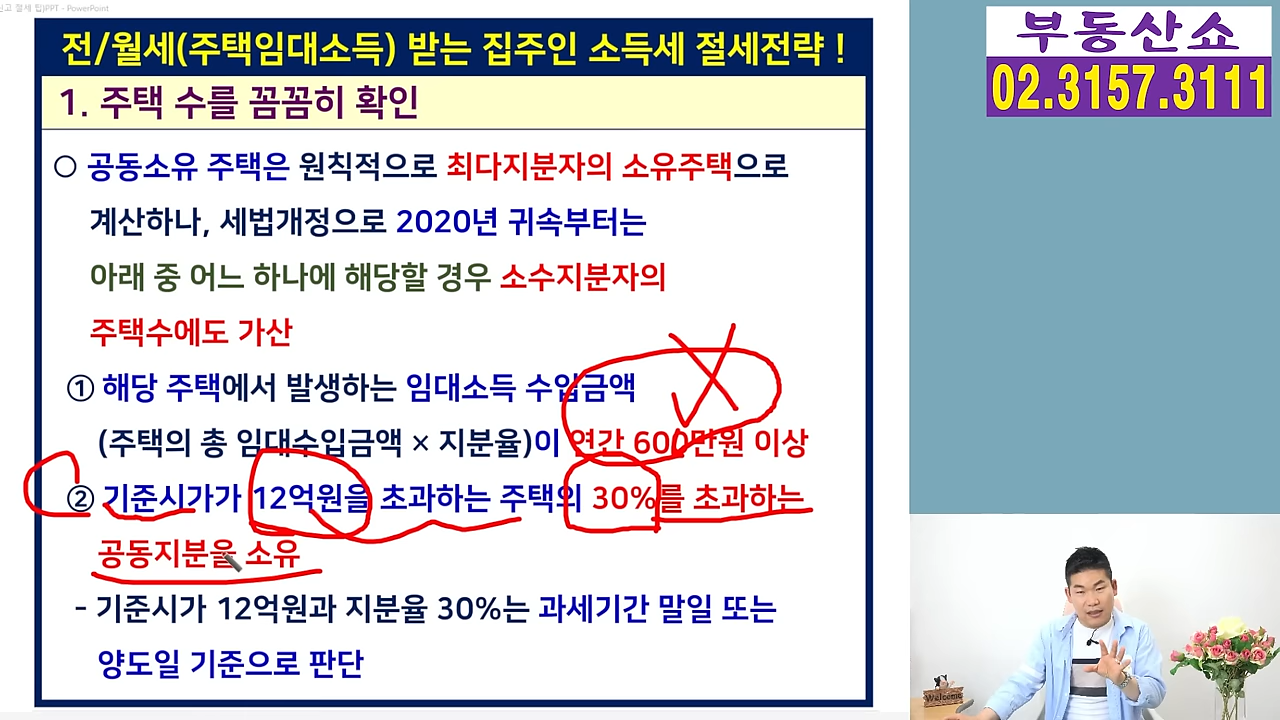 신고 절세 팁]PPT - PowerPoint
전/월세(주택임대소득) 받는 집주인 소득세 절세전략 !
1. 주택 수를 꼼꼼히 확인
○ 공동소유 주택은 원칙적으로 최다지분자의 소유주택으로
계산하나, 세법개정으로 2020년 귀속부터는
아래 중 어느 하나에 해당할 경우 소수지분자의
주택수에도 가산
① 해당 주택에서 발생하는 임대소득 수입금액
(주택의 총 임대수입금액 × 지분율)이 연간 600만원 이상
② 기준시가가 12억원을 초과하는 주택의 30%를 초과하는
공동지분을 소유
- 기준시가 12억원과 지분율 30%는 과세기간 말일 또는
양도일 기준으로 판단
부동산쇼
02.3157.3111
Welcome